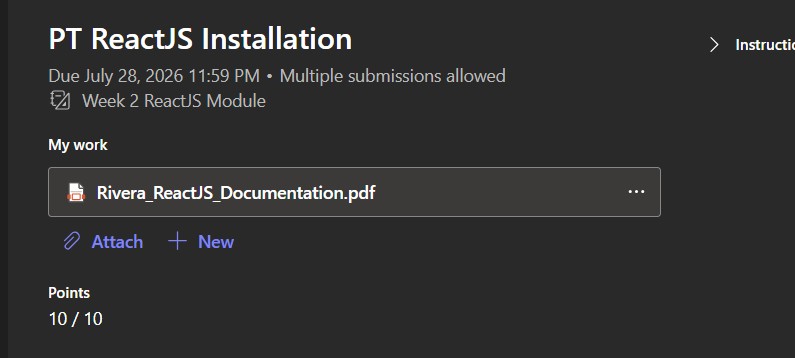 PT ReactJS Installation
Due July 28, 2026 11:59 PM • Multiple submissions allowed
Week 2 ReactJS Module
My work
Rivera_ReactJS_Documentation.pdf
Attach
New
Points
10 / 10
Instructio